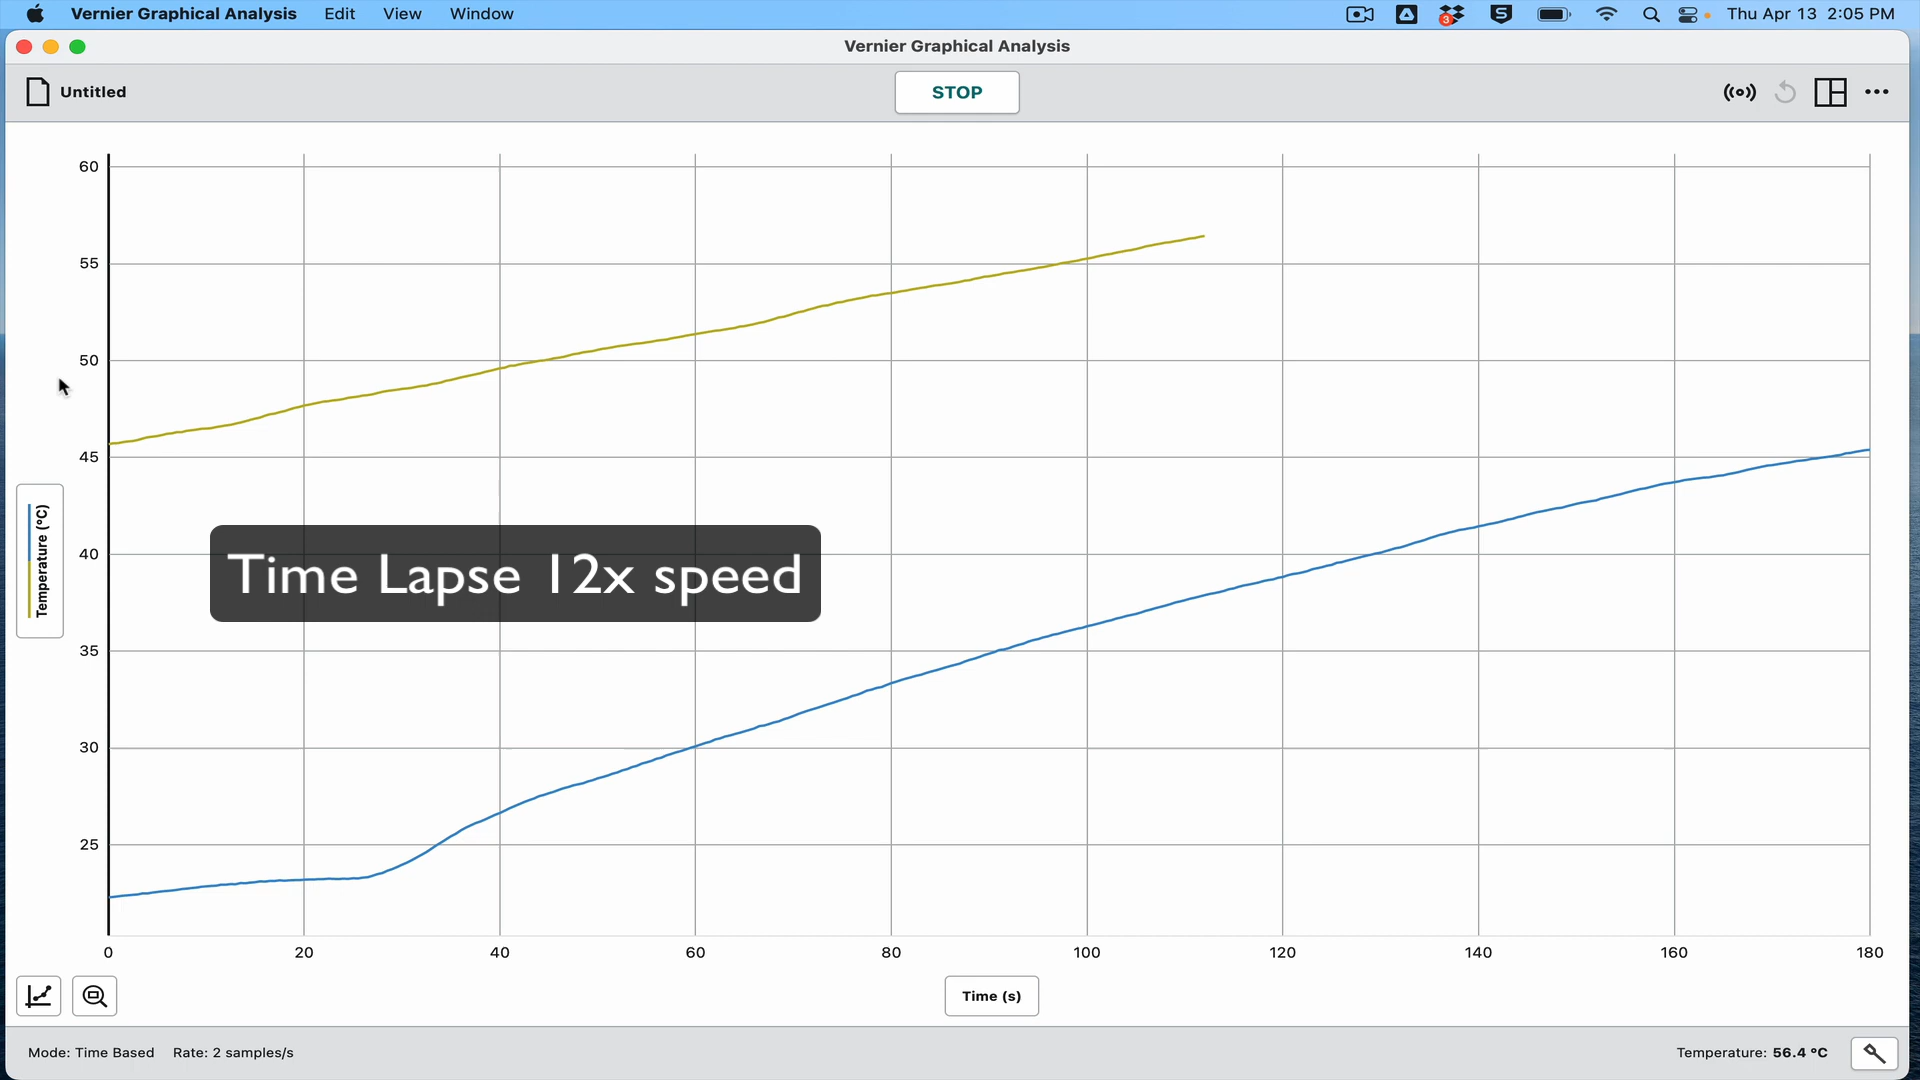 Vernier Graphical Analysis Edit View Window
3 S Thu Apr 13 2:05 PM
Vernier Graphical Analysis
Untitled
STOP
60
55
50
45
40
35
30
25
Temperature (°C)
Time Lapse 12x speed
0 20 40 60 80 100 120 140 160 180
Time (s)
Mode: Time Based Rate: 2 samples/s
Temperature: 56.4 °C